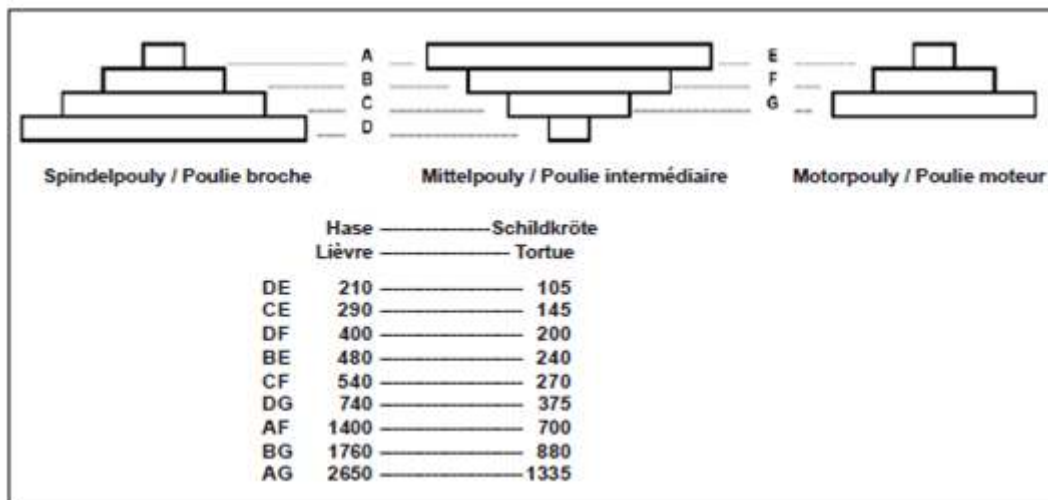 A E
B F
C G
D
Spindelpouly / Poulie broche Mittelpouly / Poulie intermédiaire Motorpouly / Poulie moteur
Hase Schildkröte
Lièvre Tortue
DE 210 105
CE 290 145
DF 400 200
BE 480 240
CF 540 270
DG 740 375
AF 1400 700
BG 1760 880
AG 2650 1335